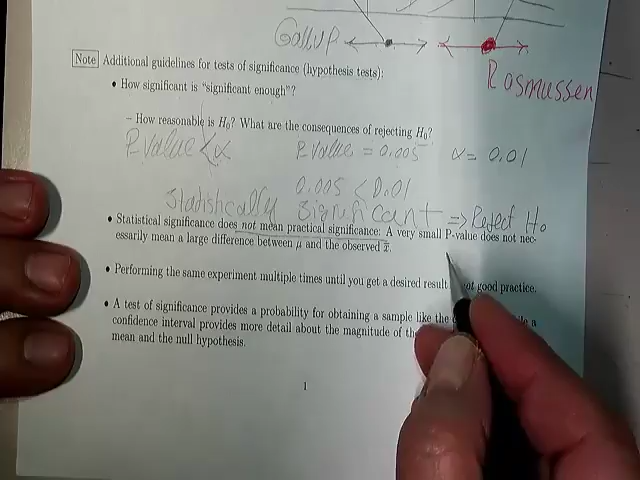 Gallup
Rasmussen
Note Additional guidelines for tests of significance (hypothesis tests):
• How significant is "significant enough"?
– How reasonable is H₀? What are the consequences of rejecting H₀?
P value < α P value = 0.005 α = 0.01
0.005 < 0.01
Statistically significant => Reject H₀
• Statistical significance does not mean practical significance: A very small P-value does not nec-
essarily mean a large difference between μ and the observed x̄.
• Performing the same experiment multiple times until you get a desired result not good practice.
• A test of significance provides a probability for obtaining a sample like the a
confidence interval provides more detail about the magnitude of the
mean and the null hypothesis.
1